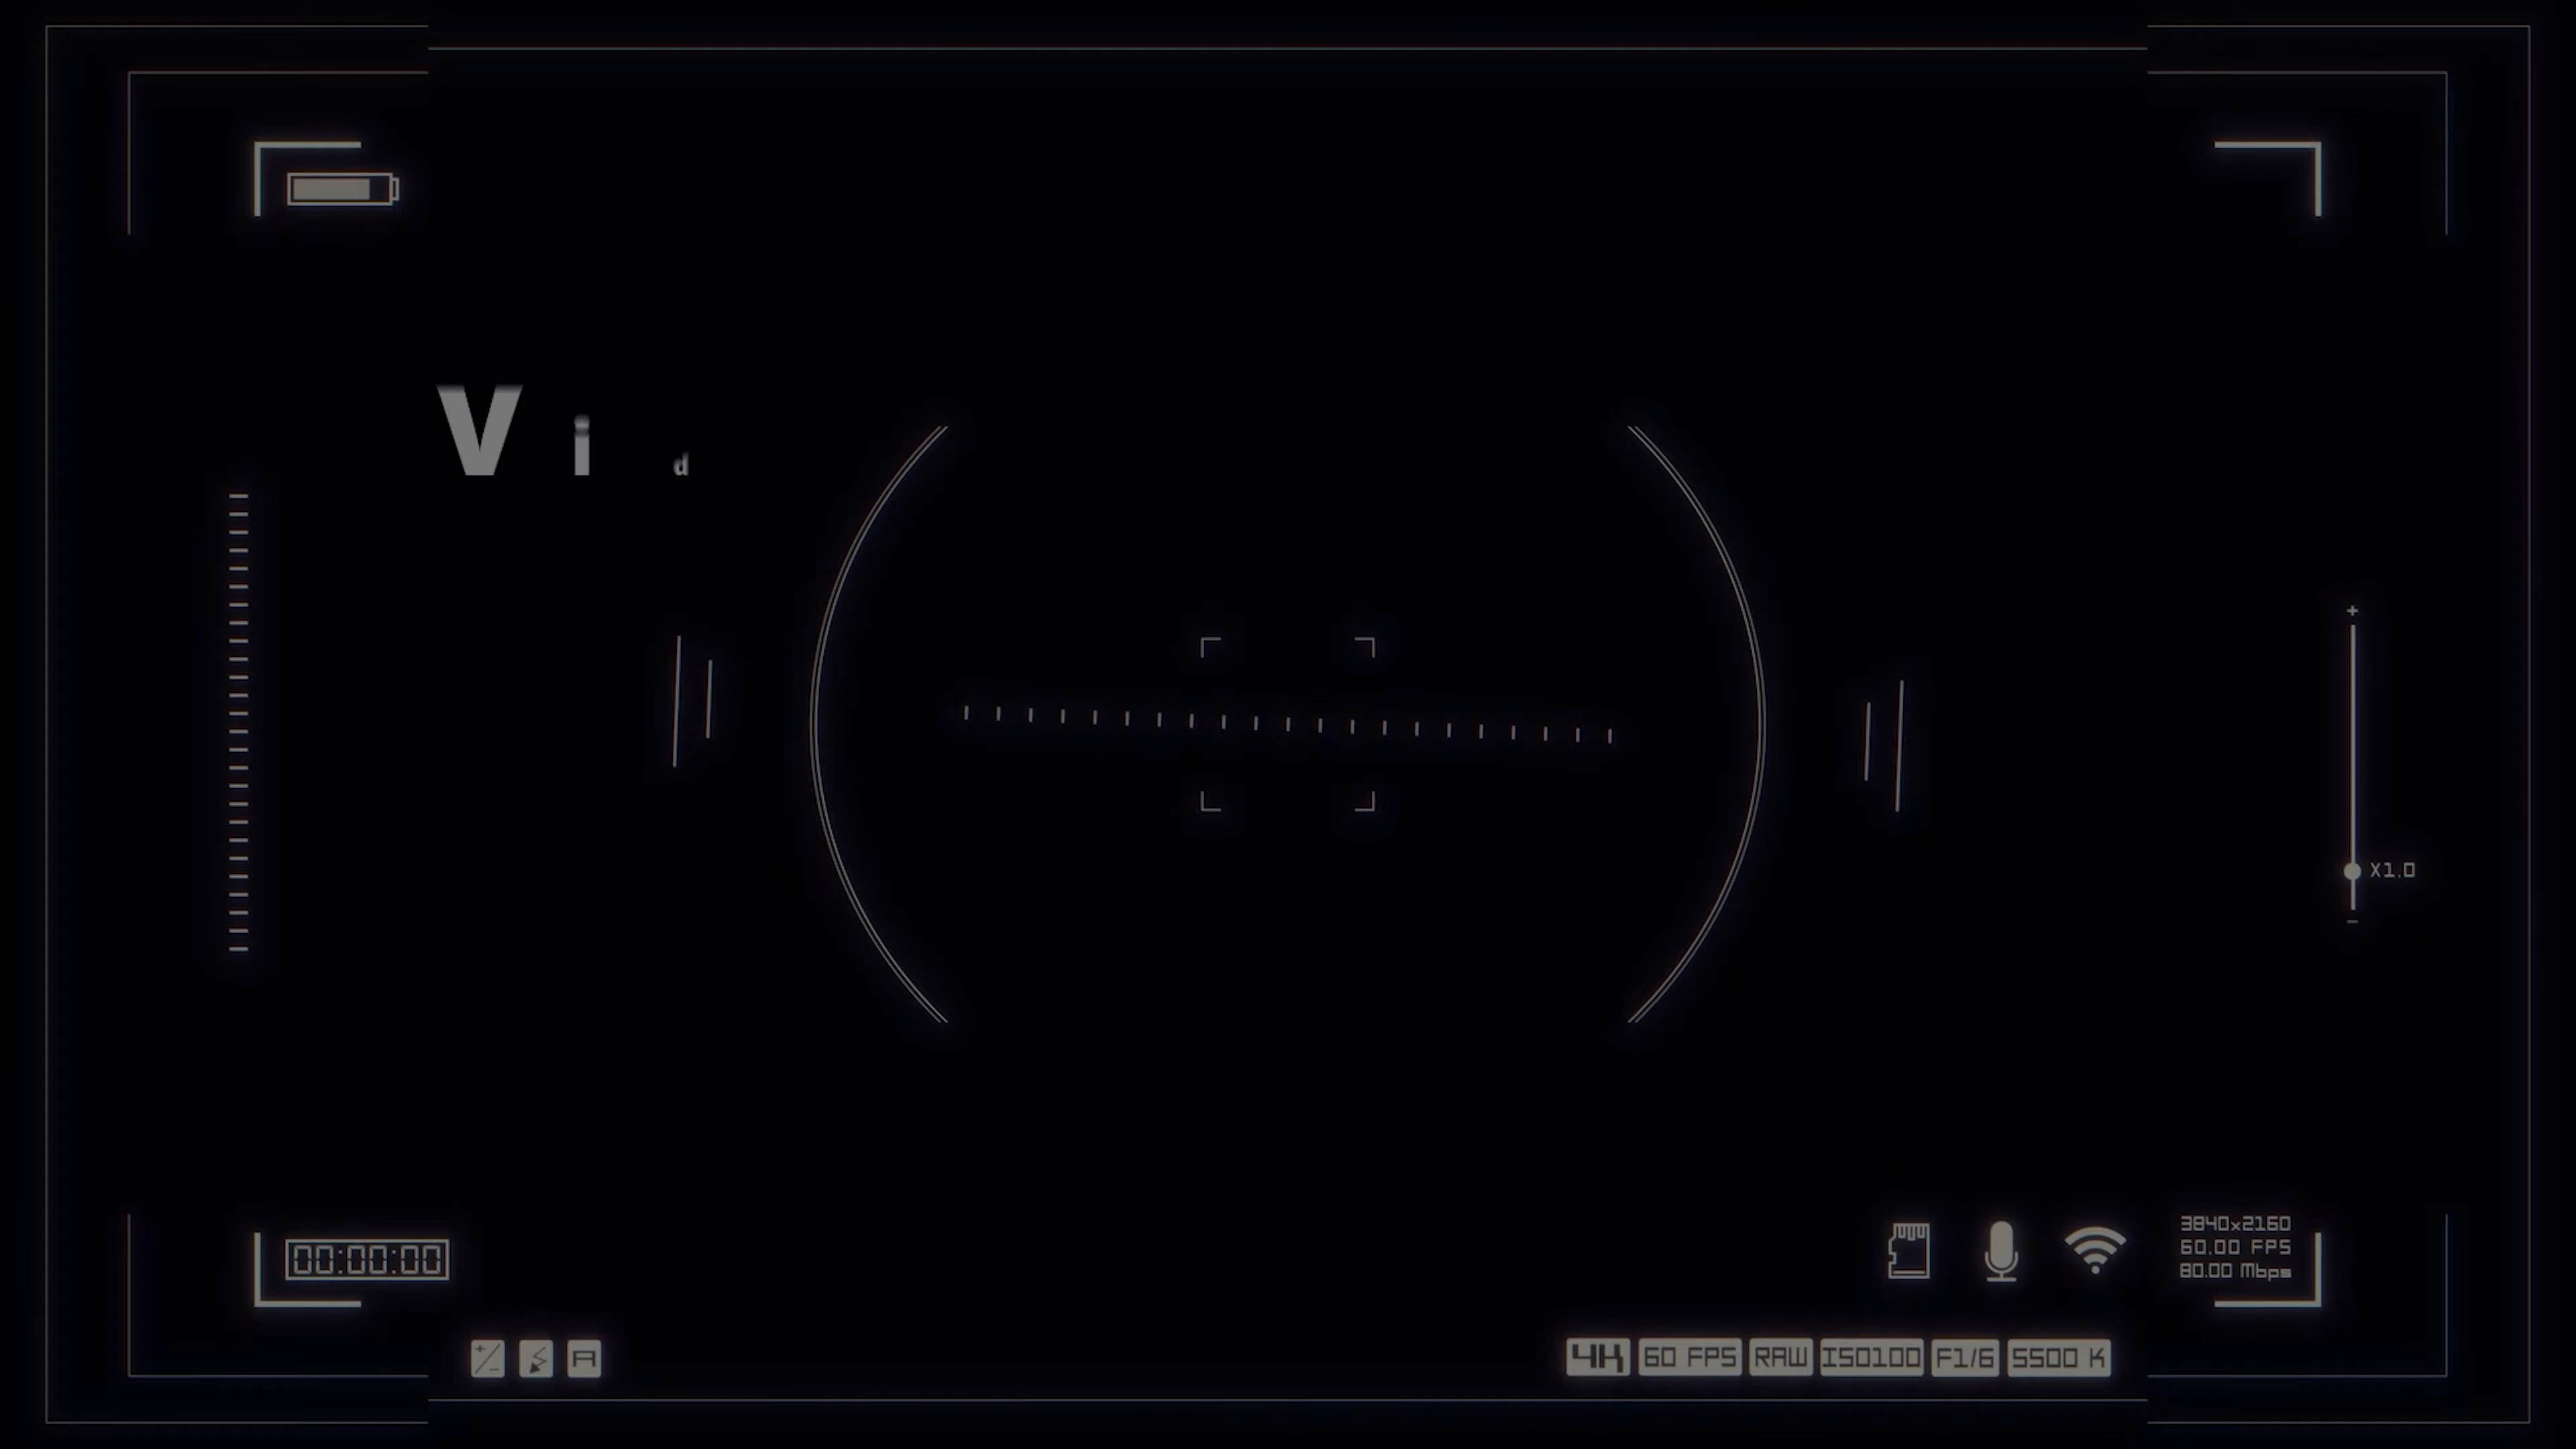 V i d
+
X1.0
-
00:00:00
3840x2160
60.00 FPS
80.00 Mbps
+/- A
4K 60 FPS RAW ISO100 F1/6 5500 K